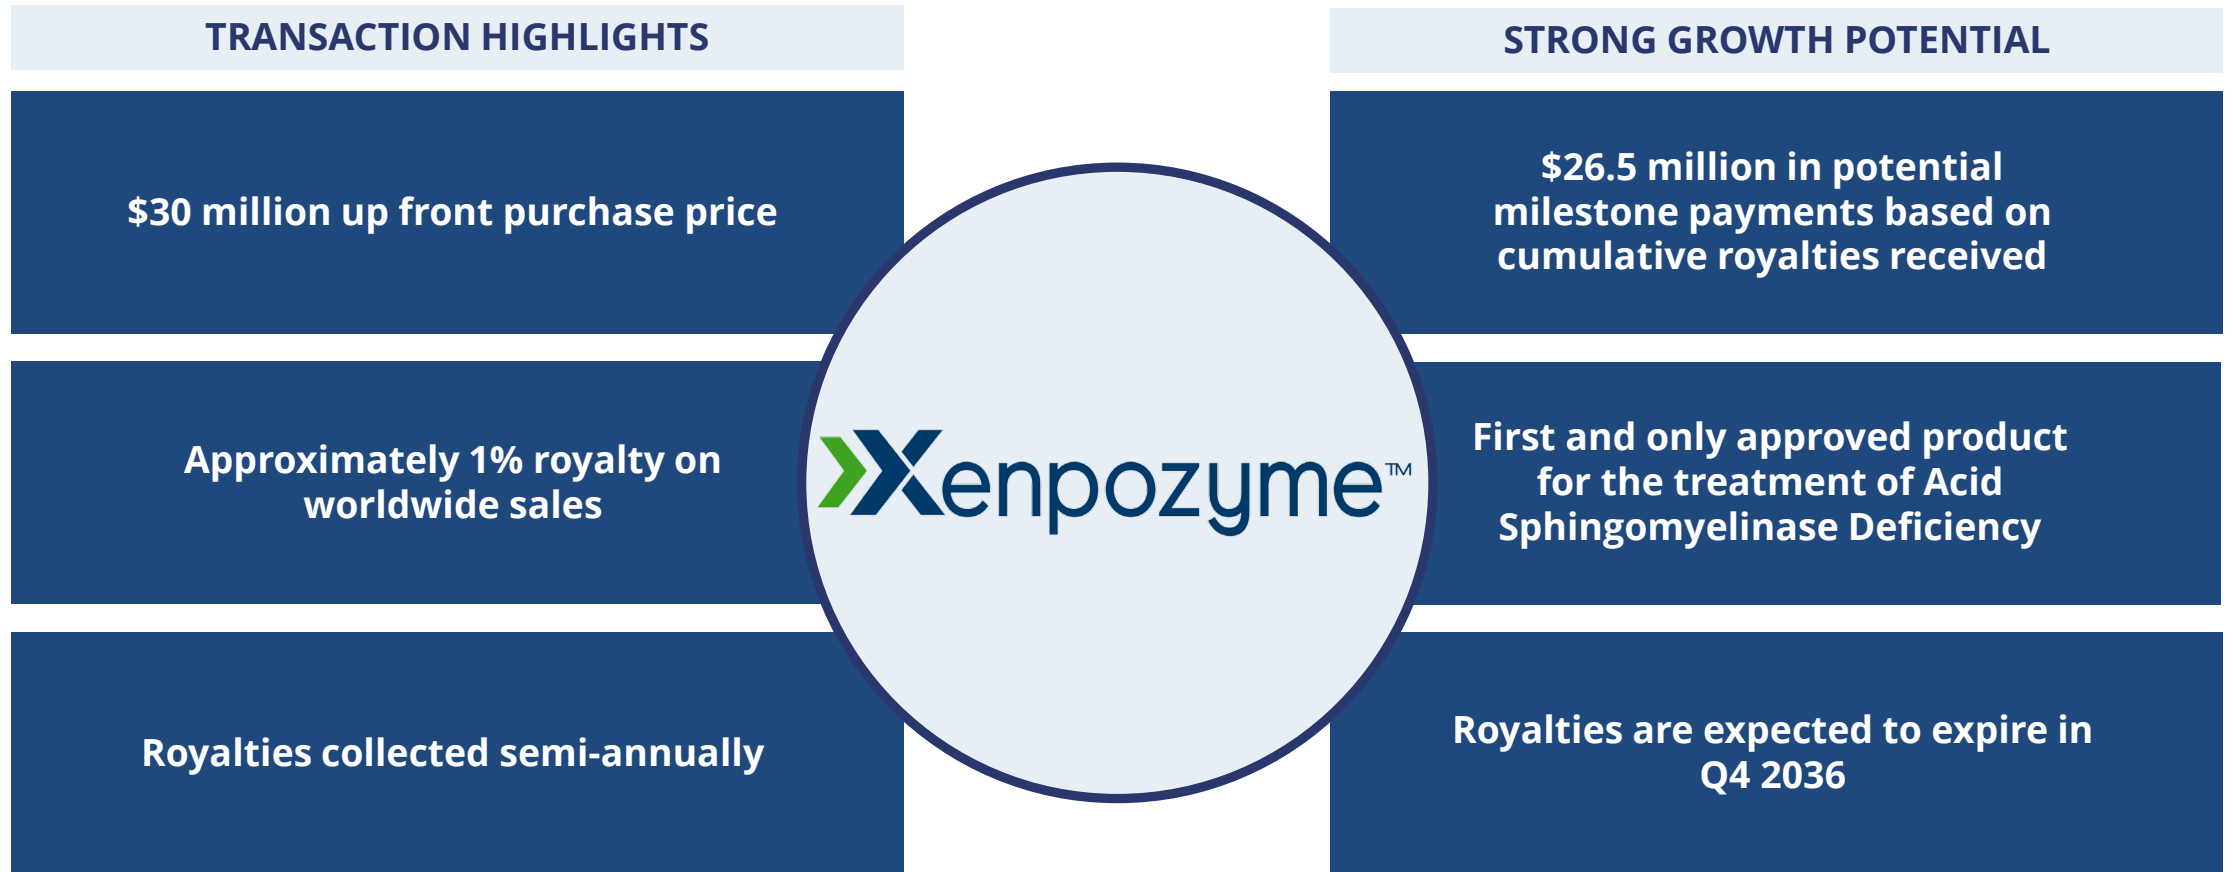 TRANSACTION HIGHLIGHTS
$30 million up front purchase price
Approximately 1% royalty on
worldwide sales
Royalties collected semi-annually
Xenpozyme™
STRONG GROWTH POTENTIAL
$26.5 million in potential
milestone payments based on
cumulative royalties received
First and only approved product
for the treatment of Acid
Sphingomyelinase Deficiency
Royalties are expected to expire in
Q4 2036